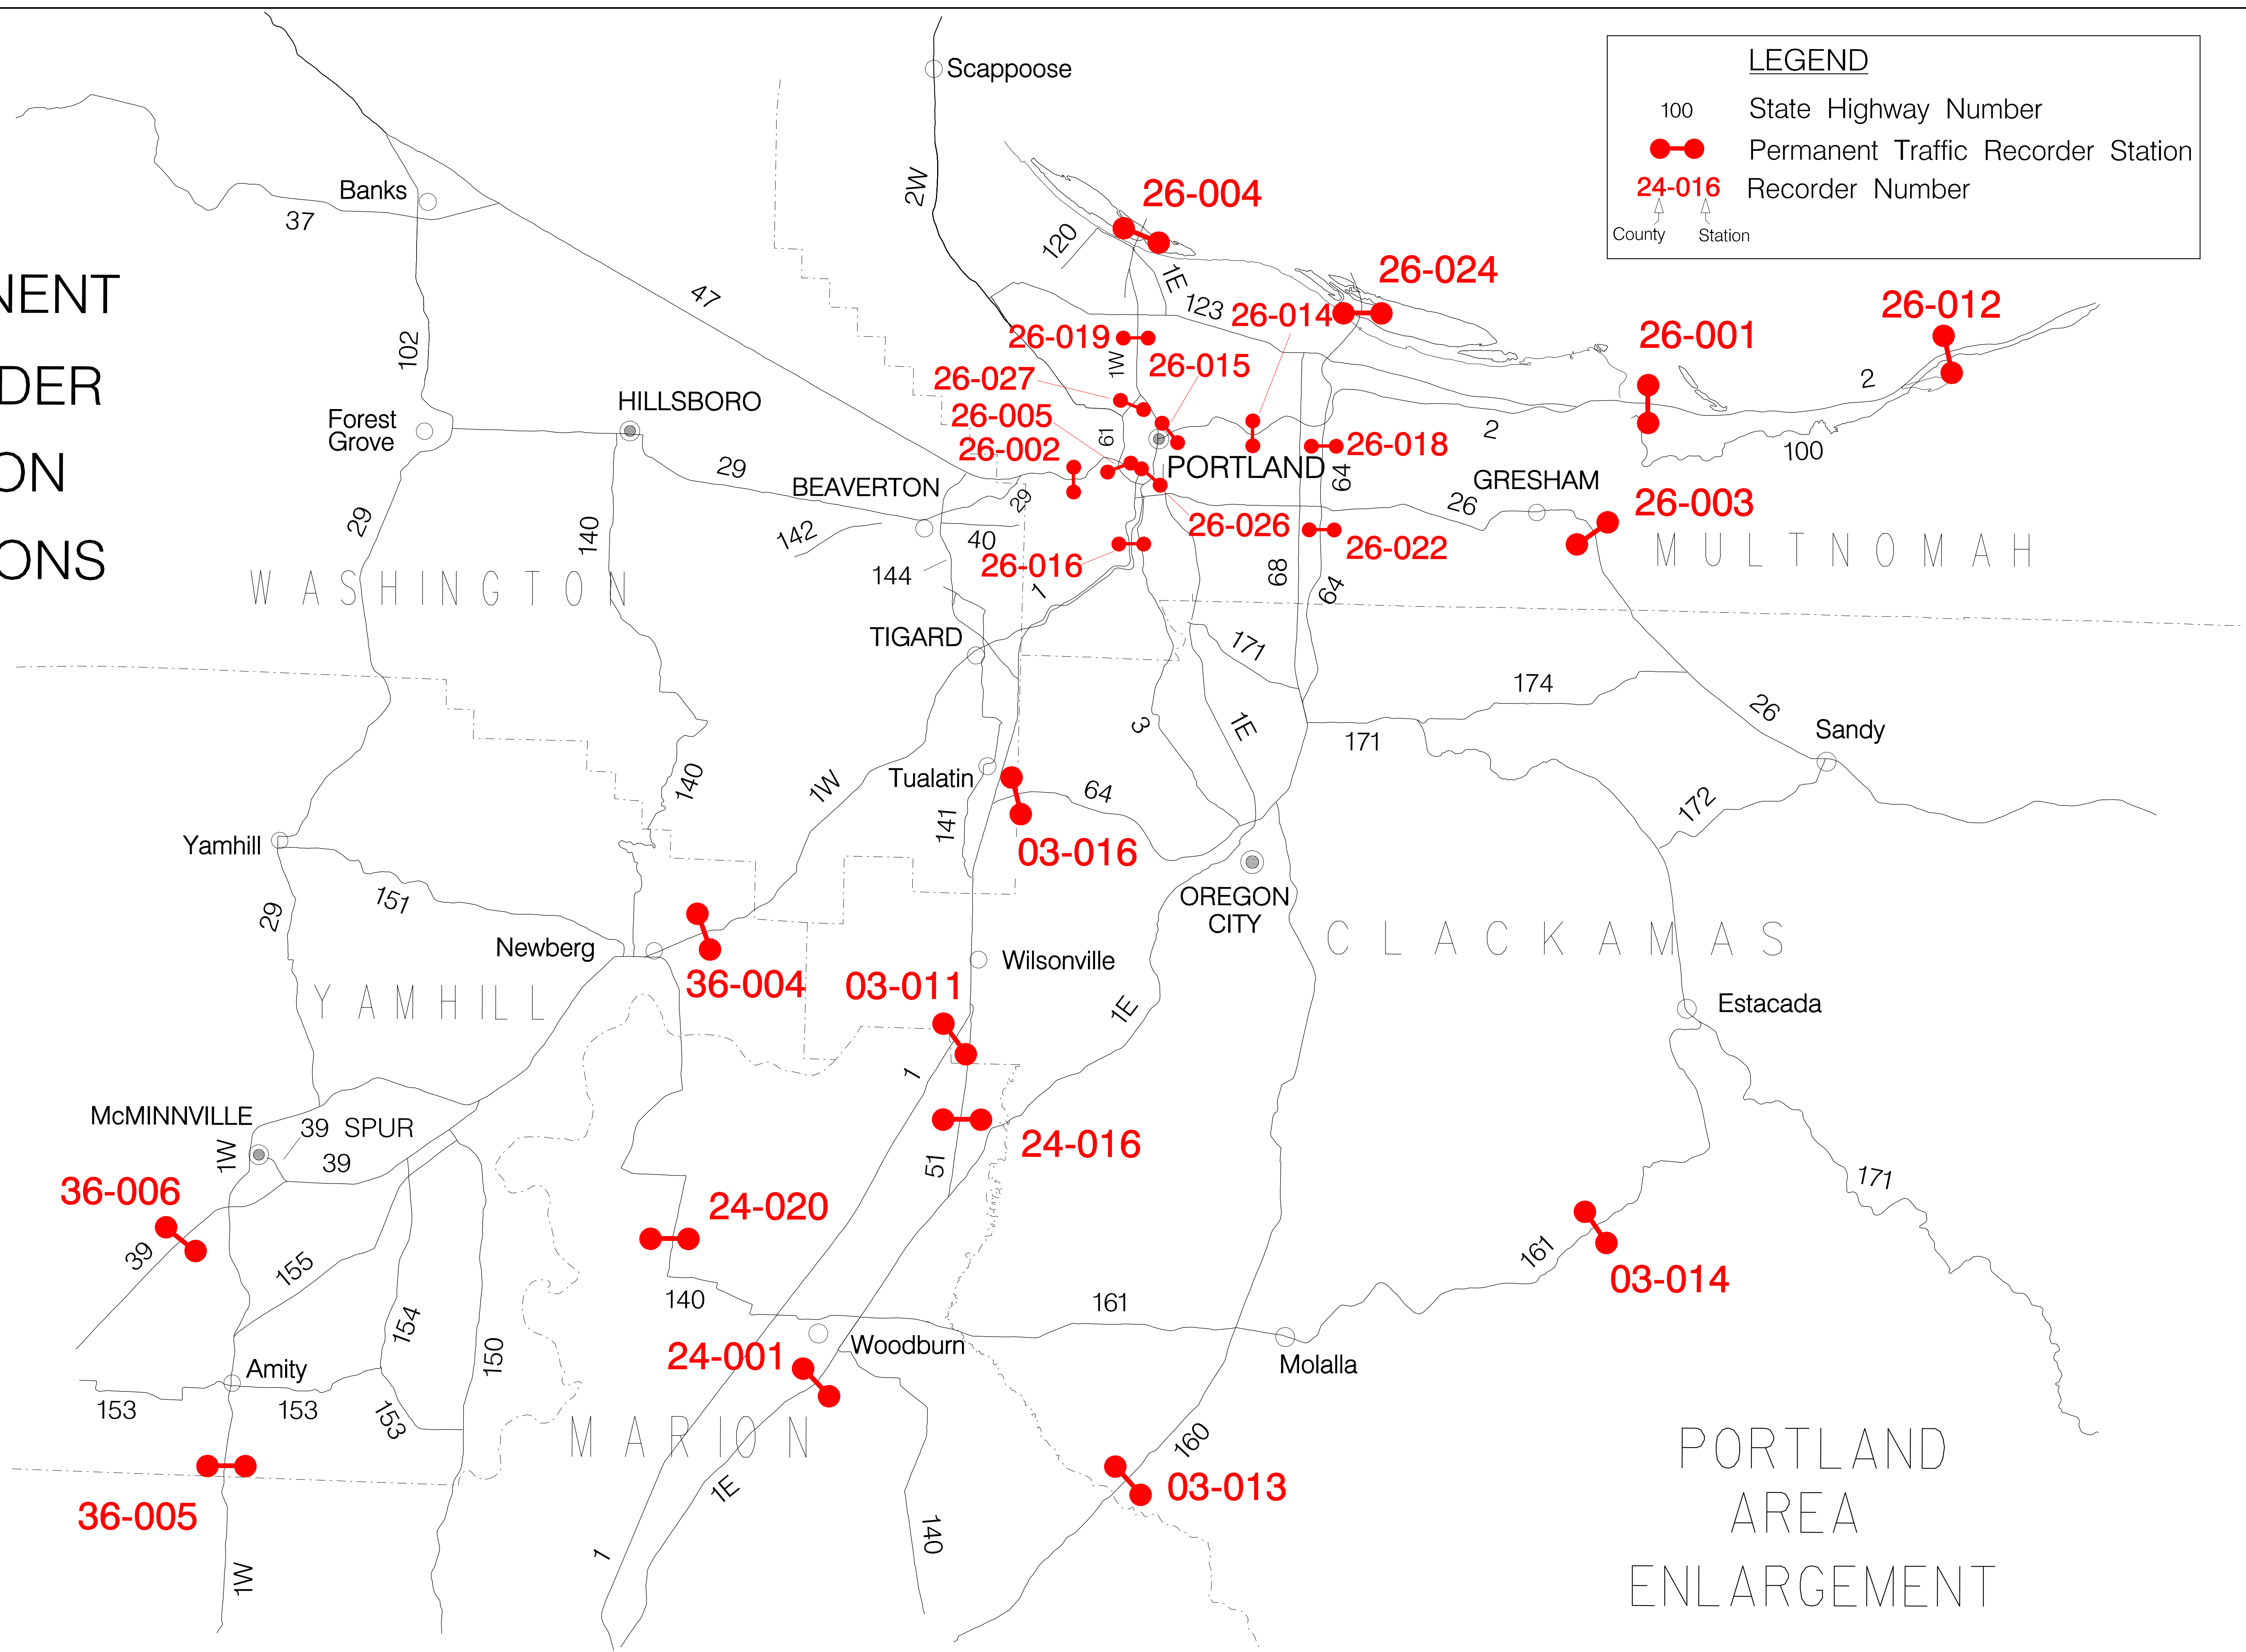 LEGEND
100 State Highway Number
Permanent Traffic Recorder Station
24-016 Recorder Number
County Station
NENT
DER
ON
ONS
Scappoose
Banks
37
2W
26-004
120
1E
123
26-024
26-014
26-012
26-001
47
102
26-019
1W
26-015
26-027
2
HILLSBORO
Forest
Grove
26-005
61
26-002
2
26-018
100
PORTLAND
64
29
BEAVERTON
29
GRESHAM
26
26-003
29
140
142
40
26-026
26-022
MULTNOMAH
26-016
144
1
68
64
WASHINGTON
TIGARD
171
174
26
3
1E
171
Sandy
140
1W
Tualatin
64
172
141
03-016
Yamhill
151
29
OREGON
CITY
CLACKAMAS
Newberg
36-004
03-011
Wilsonville
YAMHILL
1E
Estacada
1
McMINNVILLE
39 SPUR
1W
39
24-016
51
171
36-006
24-020
39
155
161
03-014
140
161
154
150
24-001
Woodburn
Molalla
Amity
153
153
153
MARION
160
PORTLAND
AREA
ENLARGEMENT
1E
03-013
36-005
140
1
1W